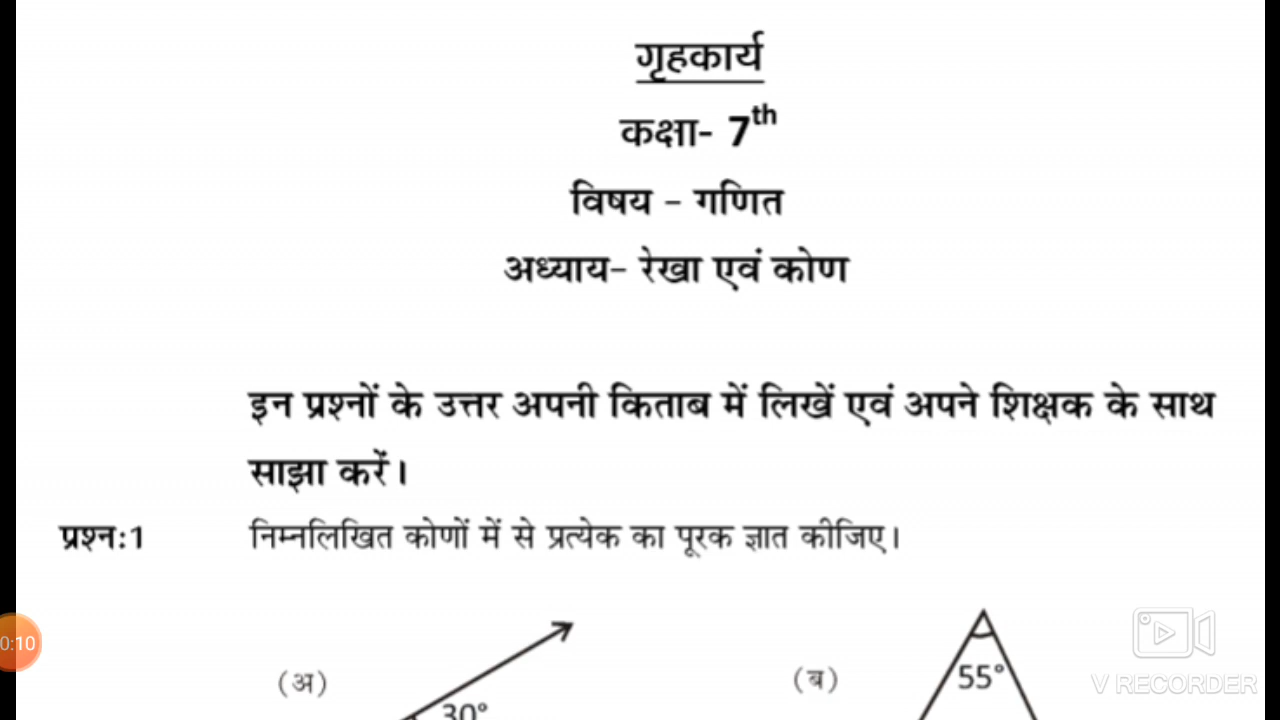 गृहकार्य
कक्षा- 7th
विषय - गणित
अध्याय- रेखा एवं कोण
इन प्रश्नों के उत्तर अपनी किताब में लिखें एवं अपने शिक्षक के साथ
साझा करें।
प्रश्न:1 निम्नलिखित कोणों में से प्रत्येक का पूरक ज्ञात कीजिए।
(अ) 30° (ब) 55°
0:10
V RECORDER